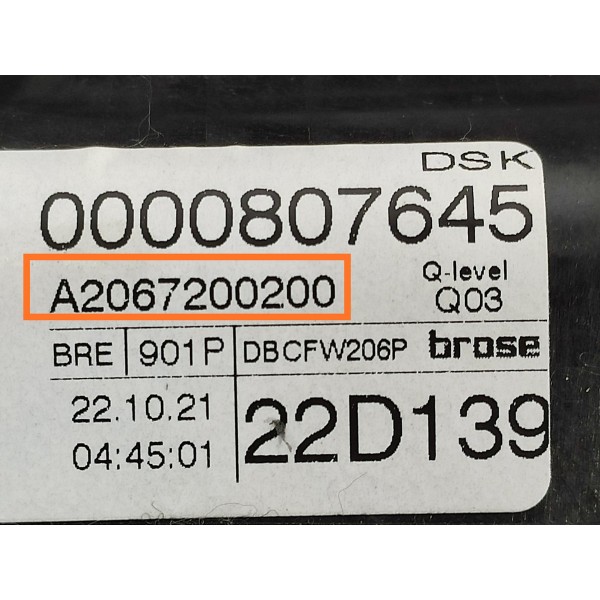 DSK
0000807645
A2067200200
Q-level
Q03
BRE 901P DBCFW206P brose
22.10.21
04:45:01
22D139